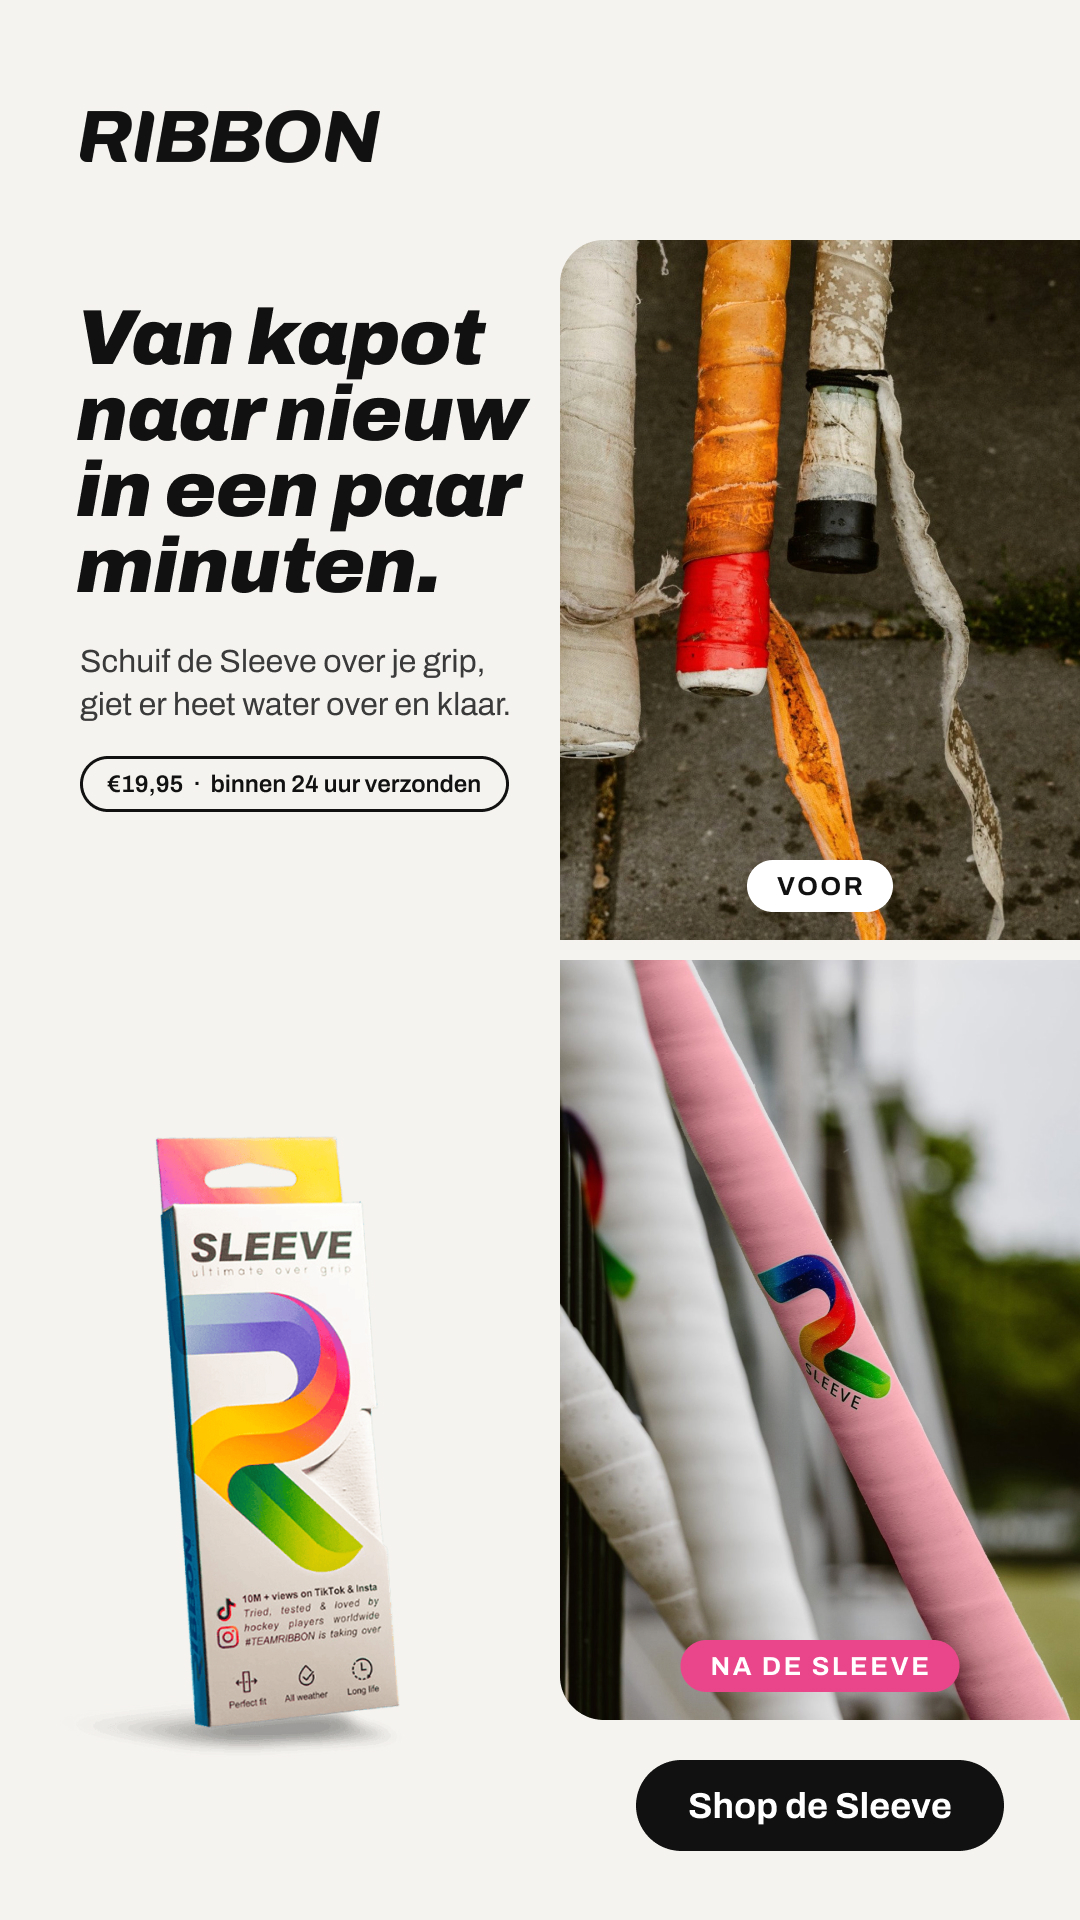 RIBBON
Van kapot
naar nieuw
in een paar
minuten.
Schuif de Sleeve over je grip,
giet er heet water over en klaar.
€19,95 · binnen 24 uur verzonden
VOOR
SLEEVE
ultimate over grip
10M + views on TikTok & Insta
Tried, tested & loved by
hockey players worldwide
#TEAMRIBBON is taking over
Perfect fit
All weather
Long life
SLEEVE
NA DE SLEEVE
Shop de Sleeve